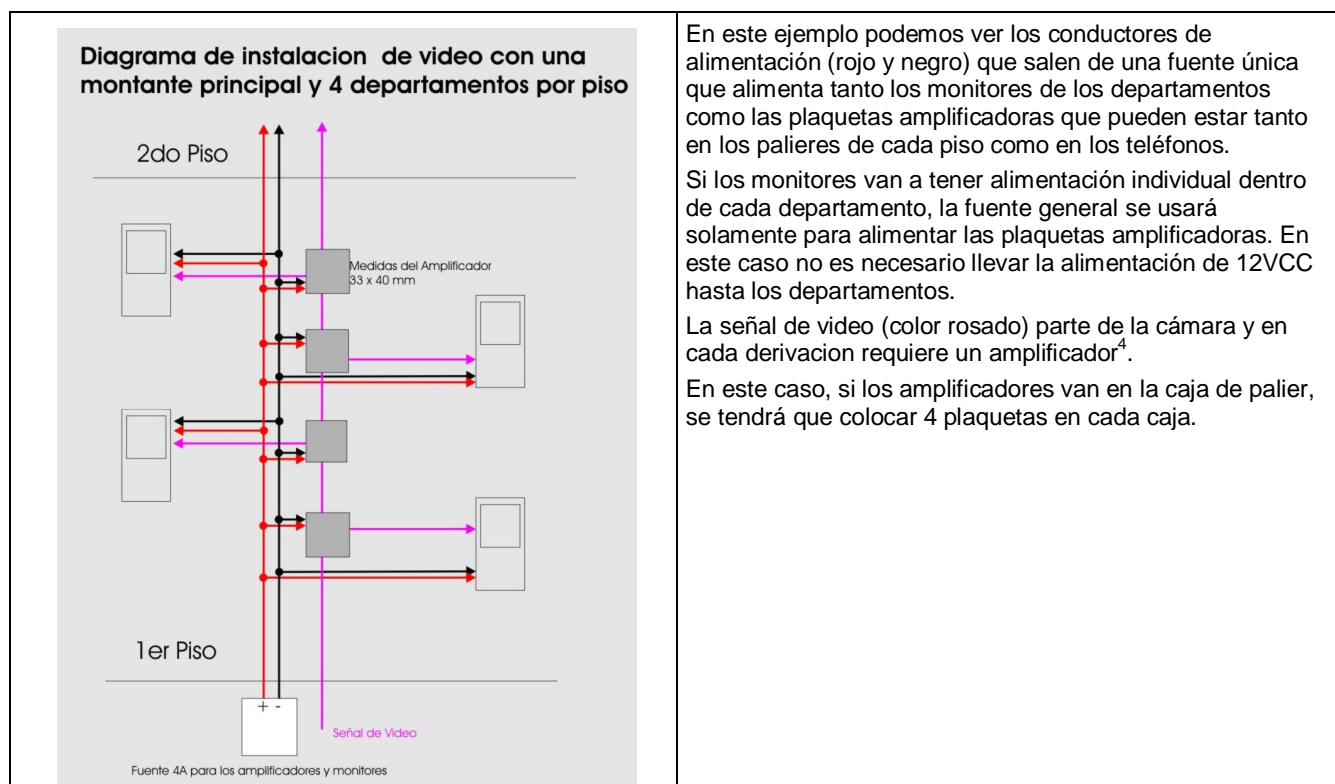 Diagrama de instalacion de video con una
montante principal y 4 departamentos por piso
2do Piso
Medidas del Amplificador
33 x 40 mm
1er Piso
+ -
Señal de Video
Fuente 4A para los amplificadores y monitores
En este ejemplo podemos ver los conductores de
alimentación (rojo y negro) que salen de una fuente única
que alimenta tanto los monitores de los departamentos
como las plaquetas amplificadoras que pueden estar tanto
en los palieres de cada piso como en los teléfonos.
Si los monitores van a tener alimentación individual dentro
de cada departamento, la fuente general se usará
solamente para alimentar las plaquetas amplificadoras. En
este caso no es necesario llevar la alimentación de 12VCC
hasta los departamentos.
La señal de video (color rosado) parte de la cámara y en
cada derivacion requiere un amplificador⁴.
En este caso, si los amplificadores van en la caja de palier,
se tendrá que colocar 4 plaquetas en cada caja.